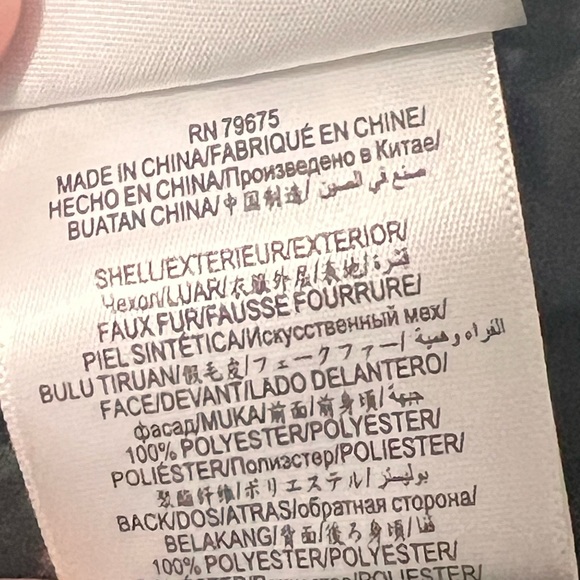 RN 79675
MADE IN CHINA/FABRIQUÉ EN CHINE/
HECHO EN CHINA/Произведено в Китае/
BUATAN CHINA/中国制造/ صنع في الصين
SHELL/EXTERIEUR/EXTERIOR/
Чехол/LUAR/衣服外层/表地/قشرة
FAUX FUR/FAUSSE FOURRURE/
PIEL SINTÉTICA/Искусственный мех/
BULU TIRUAN/假毛皮/フェークファー/الفراء وهمية
FACE/DEVANT/LADO DELANTERO/
фасад/MUKA/前面/前身頃/جبهة
100% POLYESTER/POLYESTER/
POLIÉSTER/Полиэстер/POLIESTER/
聚酯纤维/ポリエステル/بوليستر
BACK/DOS/ATRAS/обратная сторона/
BELAKANG/背面/後ろ身頃/قفا
100% POLYESTER/POLYESTER/